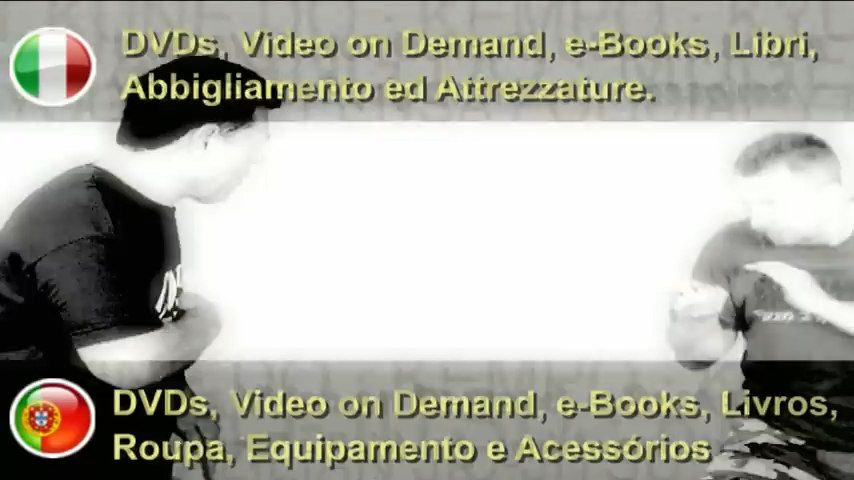 DVDs, Video on Demand, e-Books, Libri,
Abbigliamento ed Attrezzature.
DVDs, Video on Demand, e-Books, Livros,
Roupa, Equipamento e Acessórios